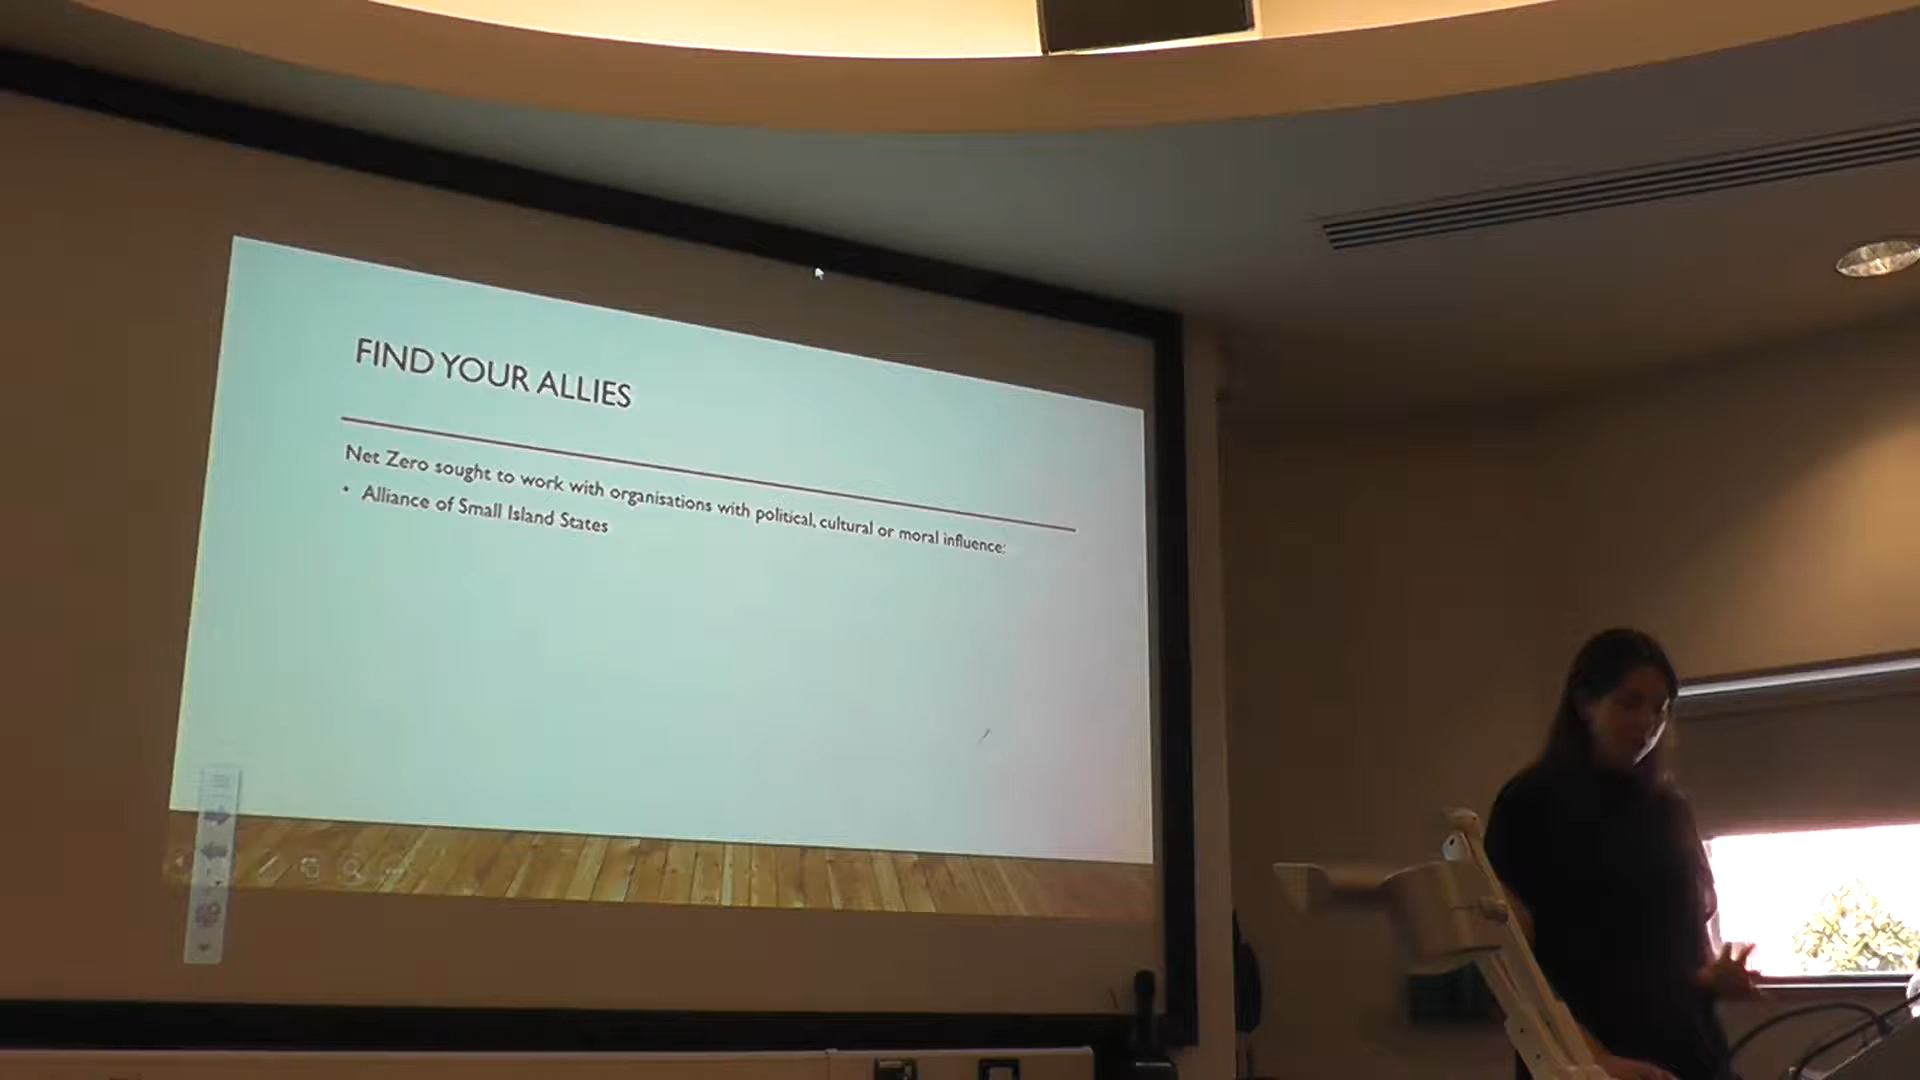 FIND YOUR ALLIES
Net Zero sought to work with organisations with political, cultural or moral influence:
• Alliance of Small Island States